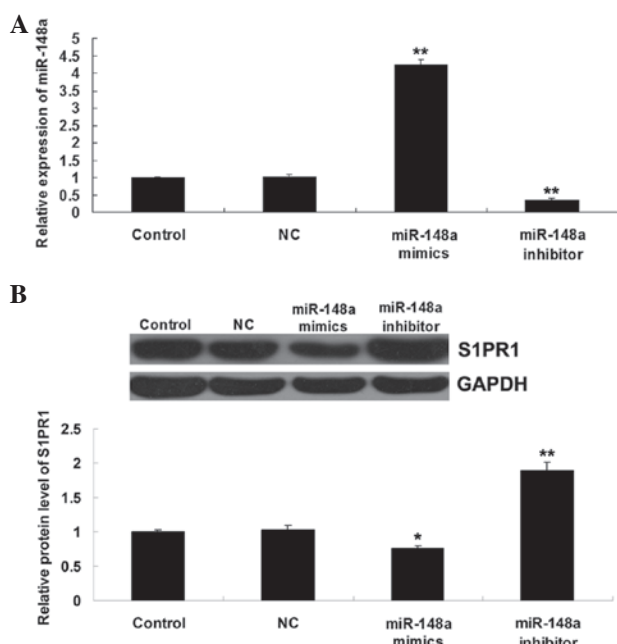 A
Relative expression of miR-148a
5
4.5
4
3.5
3
2.5
2
1.5
1
0.5
0
**
**
Control
NC
miR-148a
mimics
miR-148a
inhibitor
B
Control
NC
miR-148a
mimics
miR-148a
inhibitor
S1PR1
GAPDH
Relative protein level of S1PR1
2.5
2
1.5
1
0.5
0
*
**
Control
NC
miR-148a
mimics
miR-148a
inhibitor